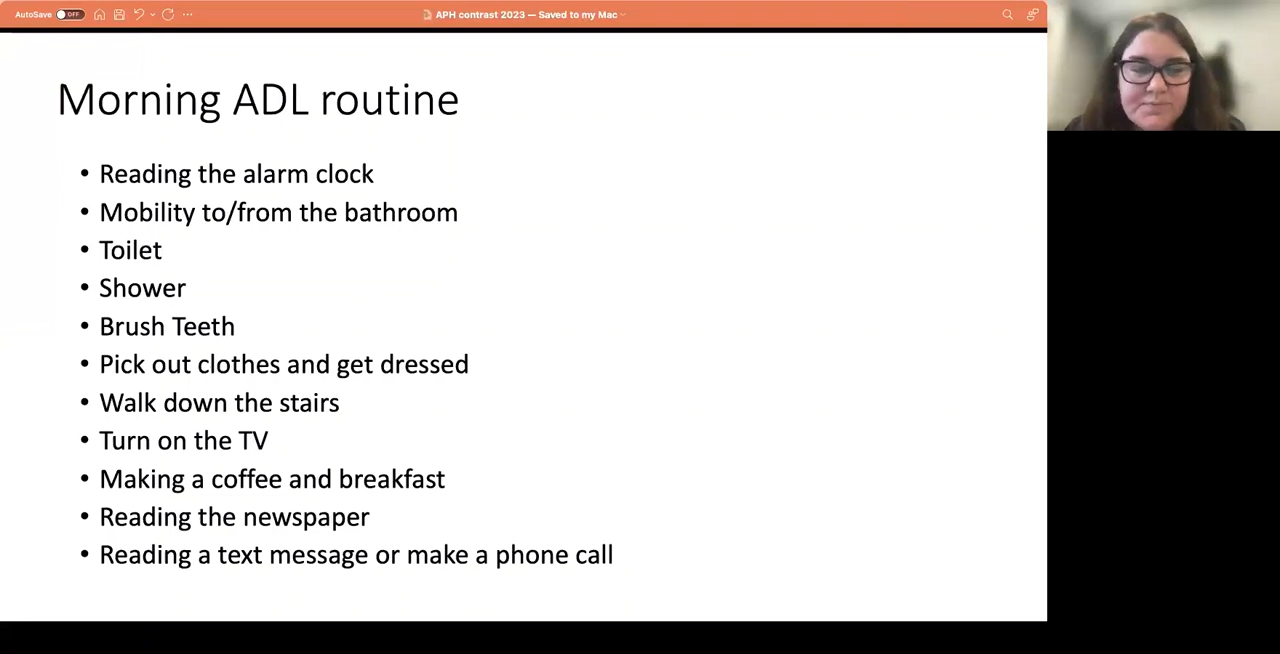 AutoSave OFF APH contrast 2023 — Saved to my Mac
Morning ADL routine
• Reading the alarm clock
• Mobility to/from the bathroom
• Toilet
• Shower
• Brush Teeth
• Pick out clothes and get dressed
• Walk down the stairs
• Turn on the TV
• Making a coffee and breakfast
• Reading the newspaper
• Reading a text message or make a phone call